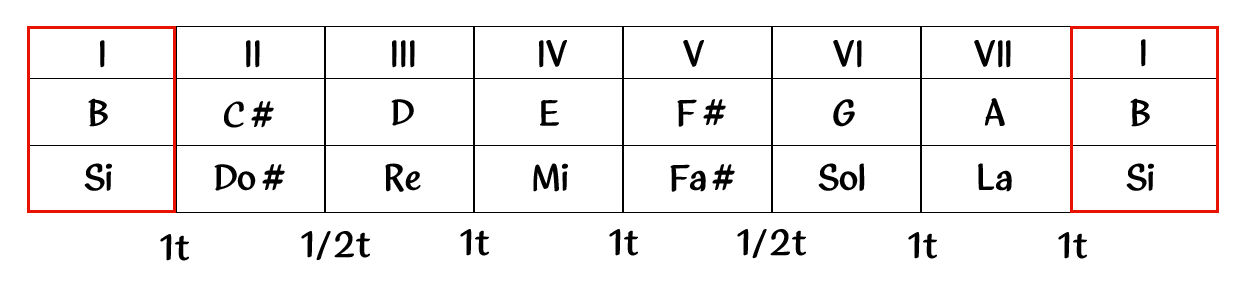 I II III IV V VI VII I
B C# D E F# G A B
Si Do# Re Mi Fa# Sol La Si
1t 1/2t 1t 1t 1/2t 1t 1t